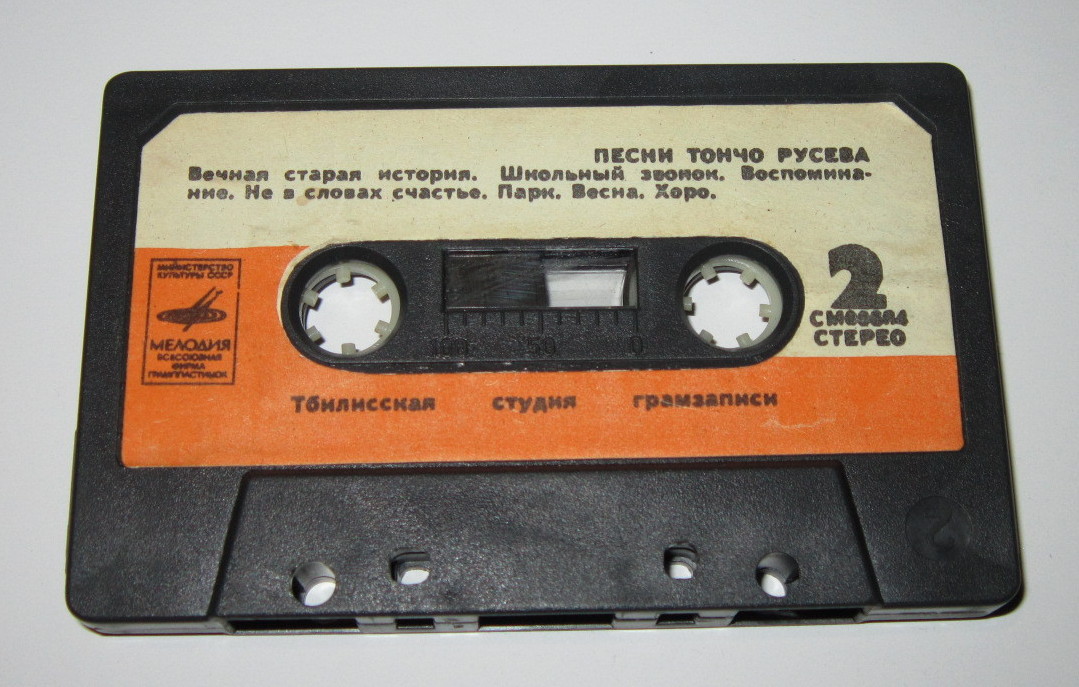 ПЕСНИ ТОНЧО РУСЕВА
Вечная старая история. Школьный звонок. Воспомина-
ние. Не в словах счастье. Парк. Весна. Хоро.
МИНИСТЕРСТВО
КУЛЬТУРЫ СССР
МЕЛОДИЯ
ВСЕСОЮЗНАЯ
ФИРМА
ГРАМПЛАСТИНОК
2
СТЕРЕО
100 50 0
Тбилисская студия грамзаписи
2